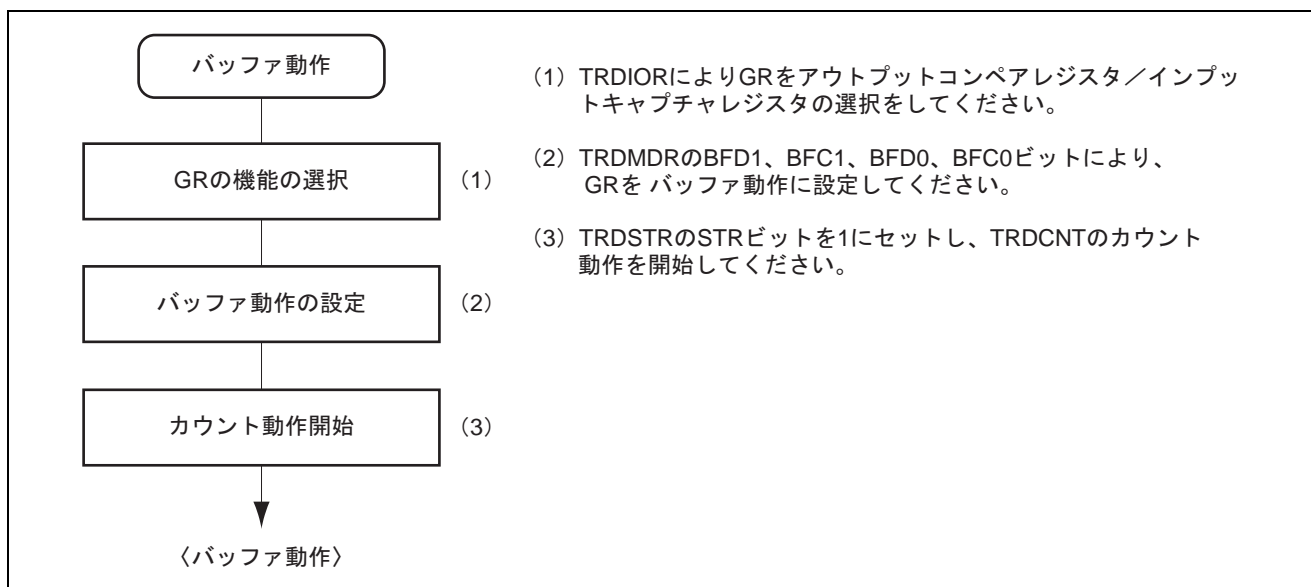 バッファ動作
GRの機能の選択
(1)
バッファ動作の設定
(2)
カウント動作開始
(3)
〈バッファ動作〉
(1) TRDIORによりGRをアウトプットコンペアレジスタ／インプッ
トキャプチャレジスタの選択をしてください。
(2) TRDMDRのBFD1、BFC1、BFD0、BFC0ビットにより、
GRを バッファ動作に設定してください。
(3) TRDSTRのSTRビットを1にセットし、TRDCNTのカウント
動作を開始してください。